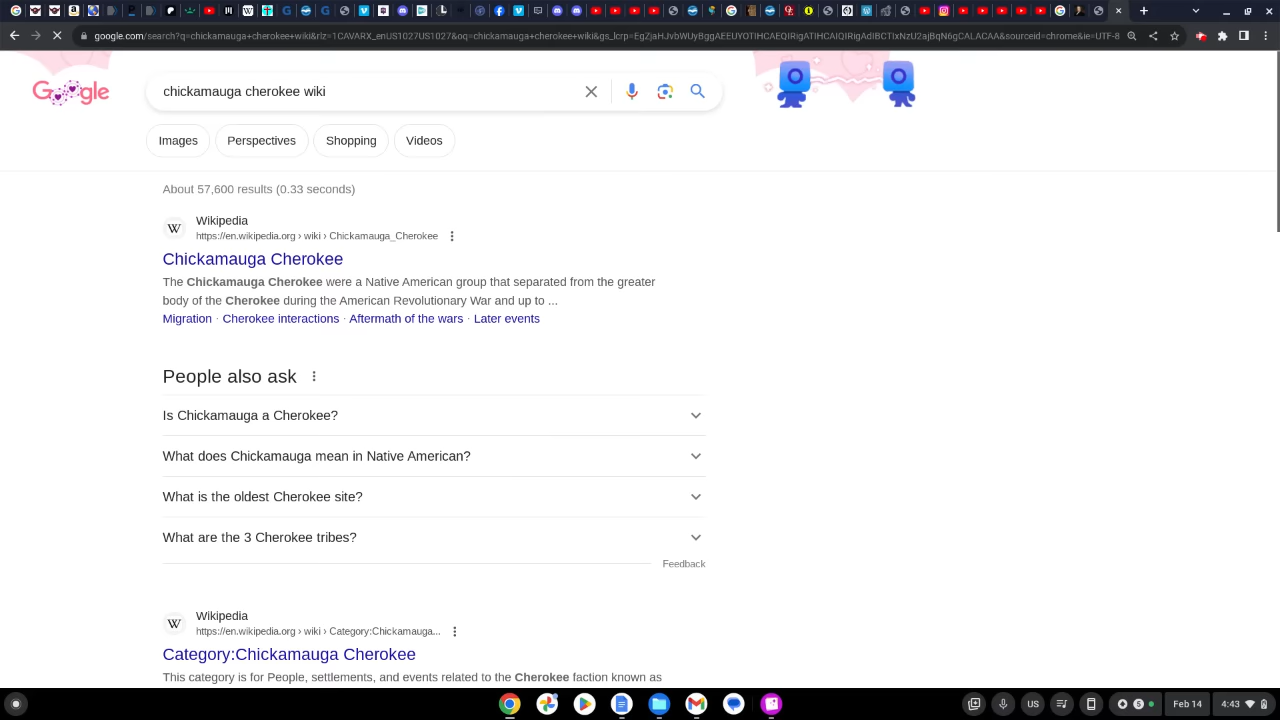 google.com/search?q=chickamauga+cherokee+wiki&rlz=1CAVARX_enUS1027US1027&oq=chickamauga+cherokee+wiki&gs_lcrp=EgZjaHJvbWUyBggAEEUYOTIHCAEQIRigATIHCAIQIRigAdIBCTIxNzU2ajBqN6gCALACAA&sourceid=chrome&ie=UTF-8
Google
chickamauga cherokee wiki
Images
Perspectives
Shopping
Videos
About 57,600 results (0.33 seconds)
W
Wikipedia
https://en.wikipedia.org › wiki › Chickamauga_Cherokee
Chickamauga Cherokee
The Chickamauga Cherokee were a Native American group that separated from the greater
body of the Cherokee during the American Revolutionary War and up to ...
Migration · Cherokee interactions · Aftermath of the wars · Later events
People also ask
Is Chickamauga a Cherokee?
What does Chickamauga mean in Native American?
What is the oldest Cherokee site?
What are the 3 Cherokee tribes?
Feedback
W
Wikipedia
https://en.wikipedia.org › wiki › Category:Chickamauga...
Category:Chickamauga Cherokee
This category is for People, settlements, and events related to the Cherokee faction known as
US
5
Feb 14
4:43